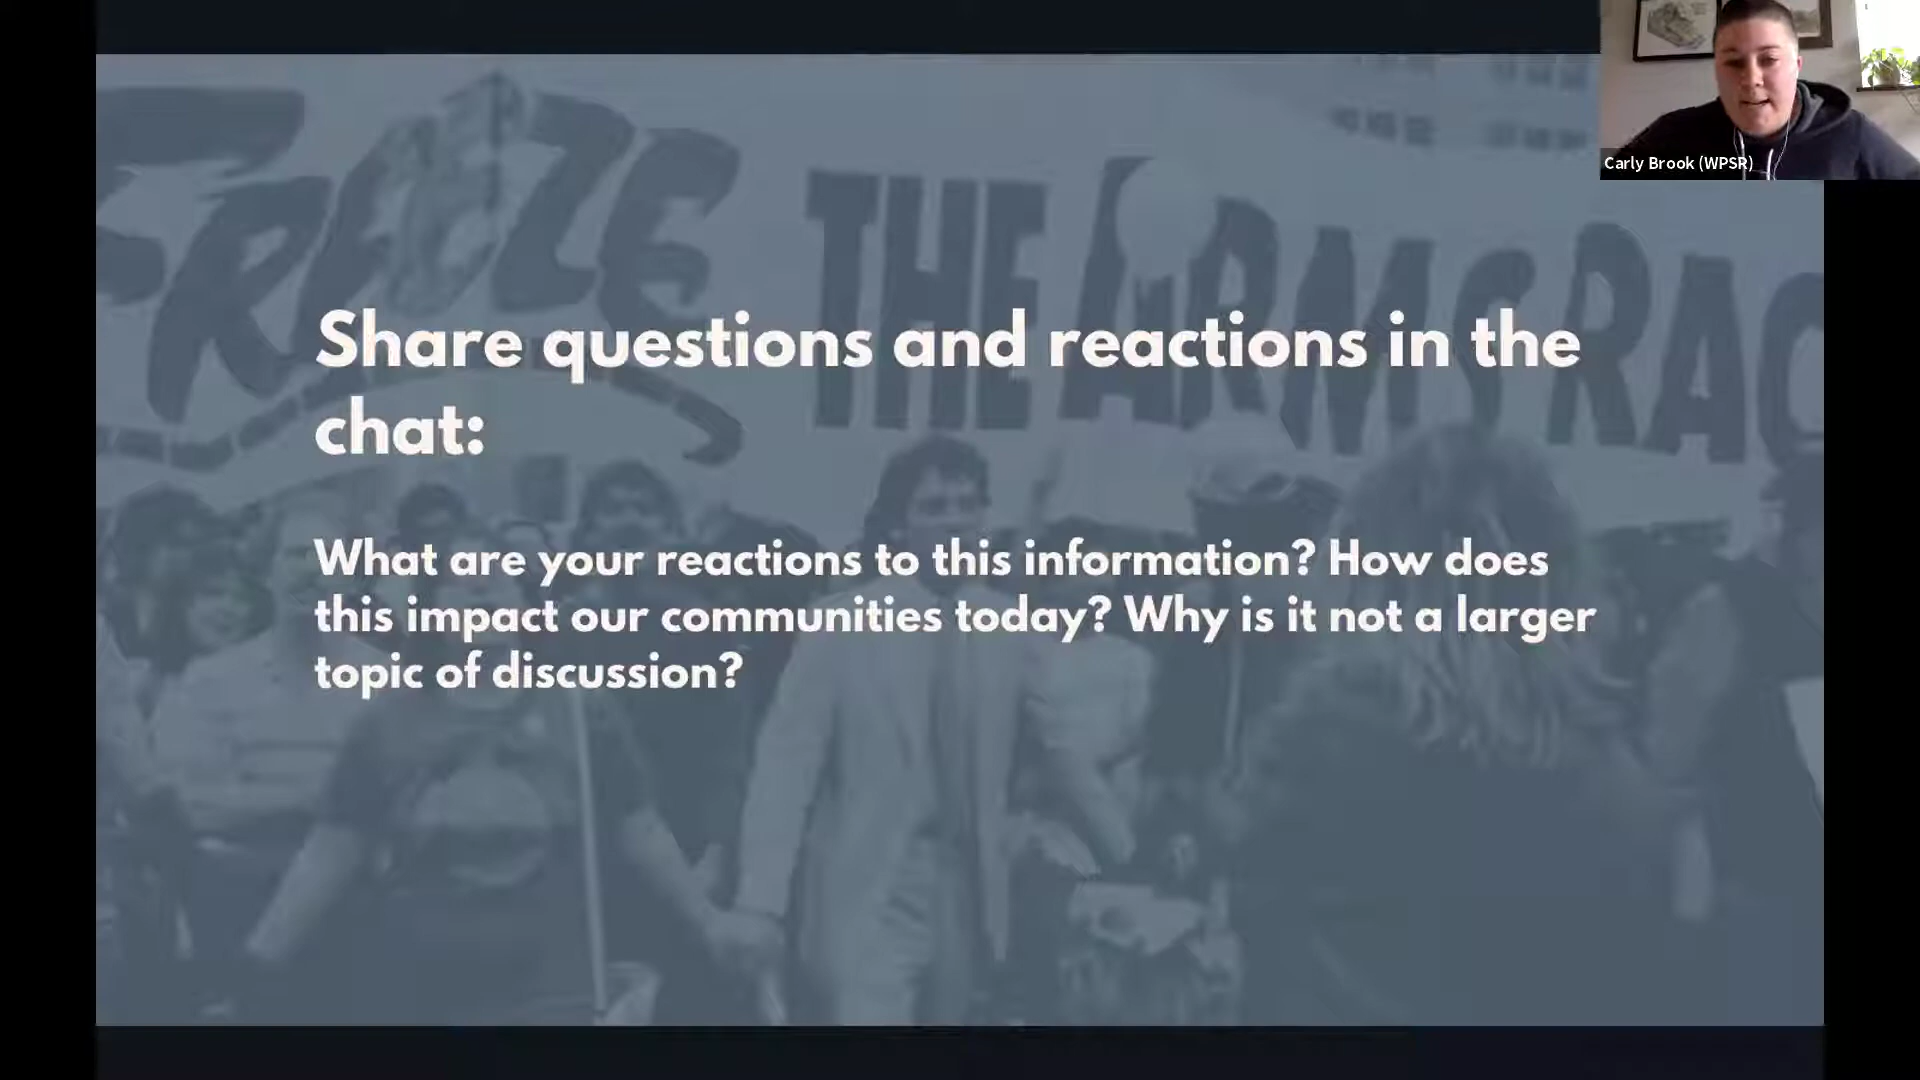 FREEZE THE ARMS RAC
Share questions and reactions in the
chat:
What are your reactions to this information? How does
this impact our communities today? Why is it not a larger
topic of discussion?
Carly Brook (WPSR)